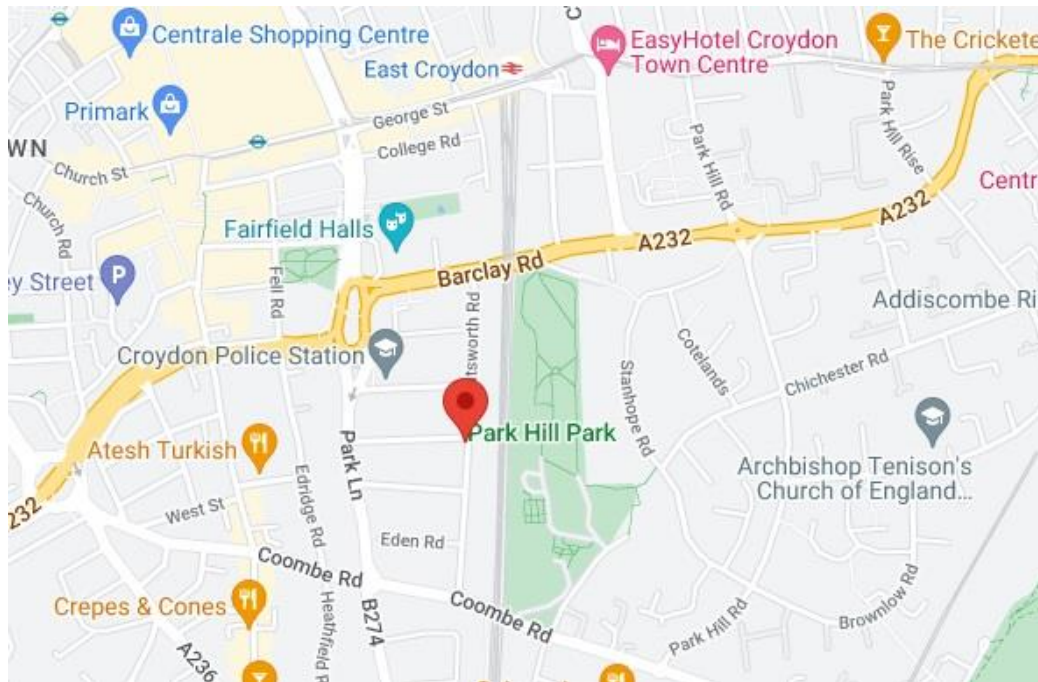 Centrale Shopping Centre
EasyHotel Croydon
Town Centre
The Crickete
East Croydon
Primark
George St
College Rd
Park Hill Rise
Park Hill Rd
WN
Church St
Centr
Church Rd
Fairfield Halls
A232
A232
Barclay Rd
ey Street
P
Fell Rd
tsworth Rd
Addiscombe Ri
Croydon Police Station
Cotelands
Stanhope Rd
Chichester Rd
Park Hill Park
Atesh Turkish
Park Ln
Archbishop Tenison's
Church of England...
Edridge Rd
232
West St
Eden Rd
Coombe Rd
Coombe Rd
Crepes & Cones
Heathfield R
B274
Park Hill Rd
Brownlow Rd
A236